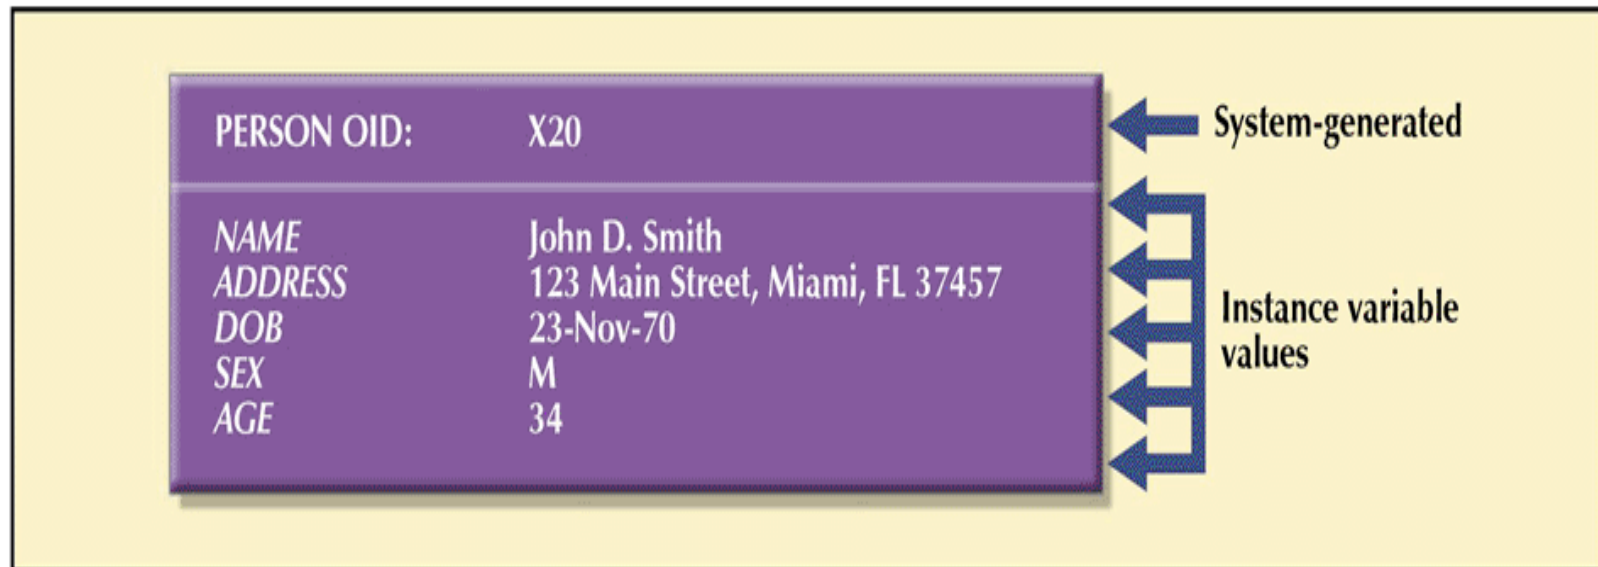 PERSON OID: X20
System-generated
NAME John D. Smith
ADDRESS 123 Main Street, Miami, FL 37457
DOB 23-Nov-70
SEX M
AGE 34
Instance variable
values